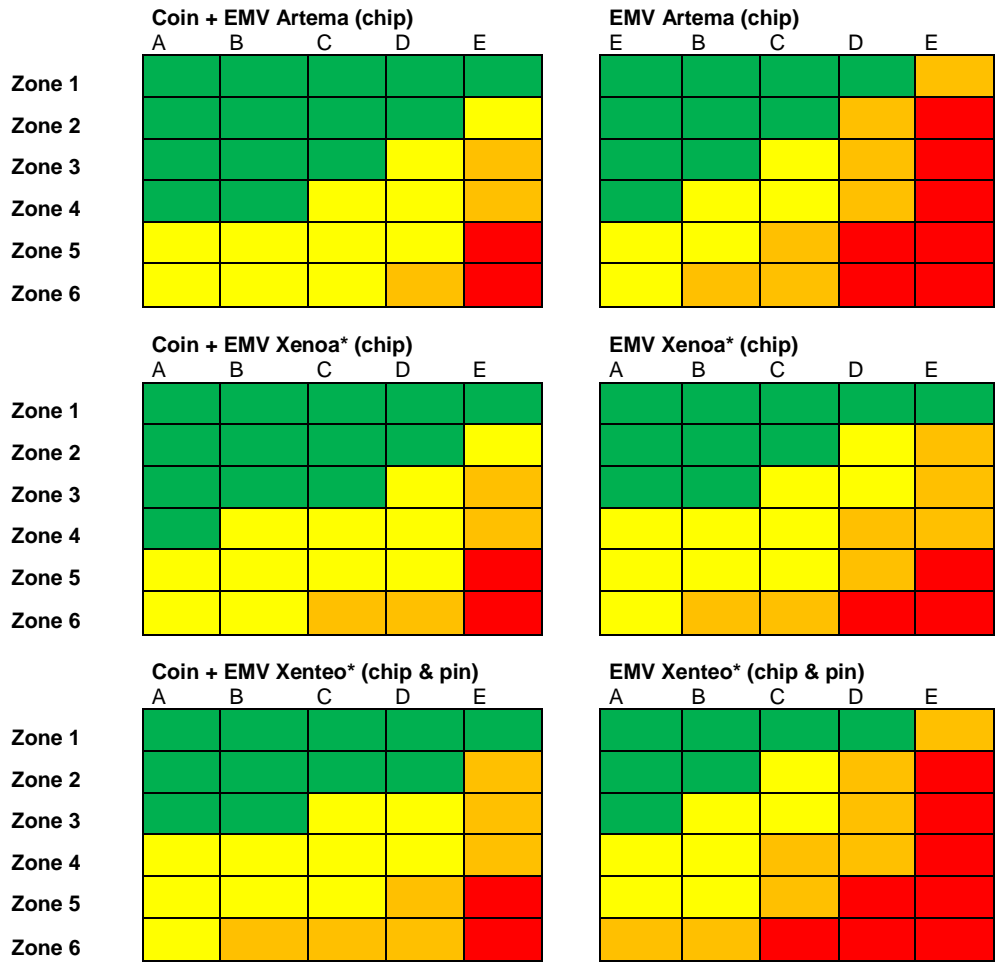 Coin + EMV Artema (chip) EMV Artema (chip)
A B C D E E B C D E
Zone 1
Zone 2
Zone 3
Zone 4
Zone 5
Zone 6
Coin + EMV Xenoa* (chip) EMV Xenoa* (chip)
A B C D E A B C D E
Zone 1
Zone 2
Zone 3
Zone 4
Zone 5
Zone 6
Coin + EMV Xenteo* (chip & pin) EMV Xenteo* (chip & pin)
A B C D E A B C D E
Zone 1
Zone 2
Zone 3
Zone 4
Zone 5
Zone 6